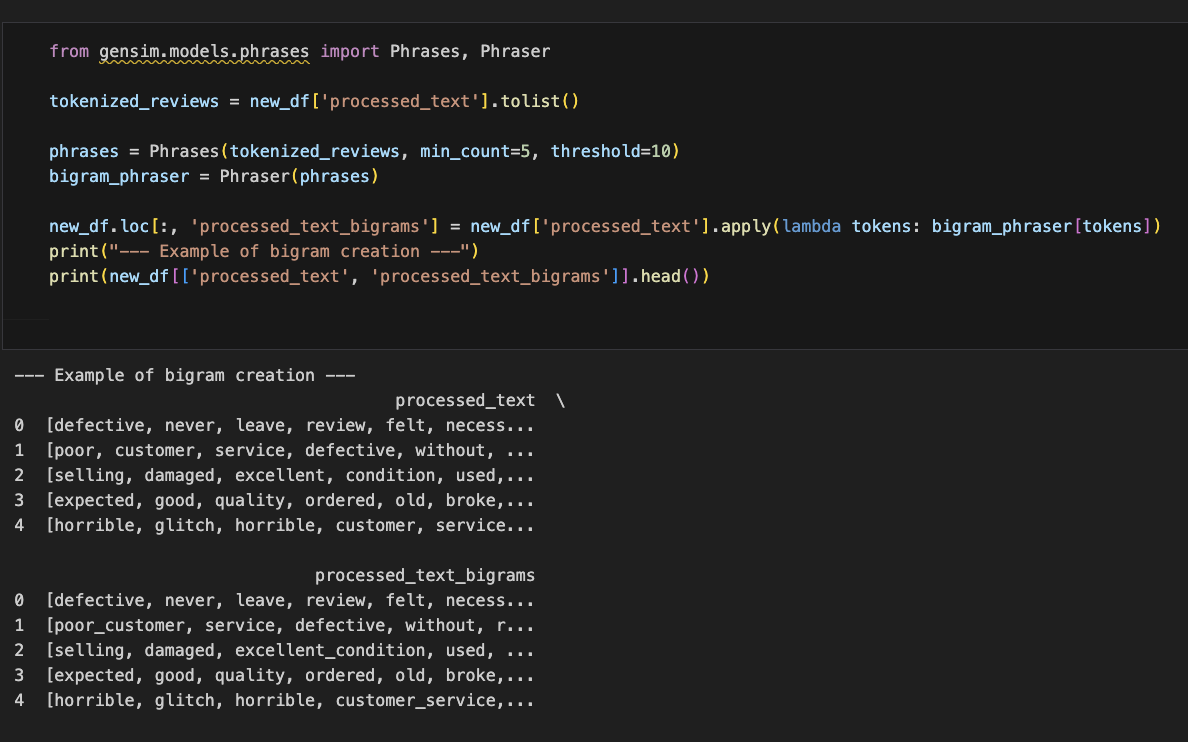 from gensim.models.phrases import Phrases, Phraser
tokenized_reviews = new_df['processed_text'].tolist()
phrases = Phrases(tokenized_reviews, min_count=5, threshold=10)
bigram_phraser = Phraser(phrases)
new_df.loc[:, 'processed_text_bigrams'] = new_df['processed_text'].apply(lambda tokens: bigram_phraser[tokens])
print("--- Example of bigram creation ---")
print(new_df[['processed_text', 'processed_text_bigrams']].head())
--- Example of bigram creation ---
processed_text \
0 [defective, never, leave, review, felt, necess...
1 [poor, customer, service, defective, without, ...
2 [selling, damaged, excellent, condition, used,...
3 [expected, good, quality, ordered, old, broke,...
4 [horrible, glitch, horrible, customer, service...
processed_text_bigrams
0 [defective, never, leave, review, felt, necess...
1 [poor_customer, service, defective, without, r...
2 [selling, damaged, excellent_condition, used, ...
3 [expected, good, quality, ordered, old, broke,...
4 [horrible, glitch, horrible, customer_service,...